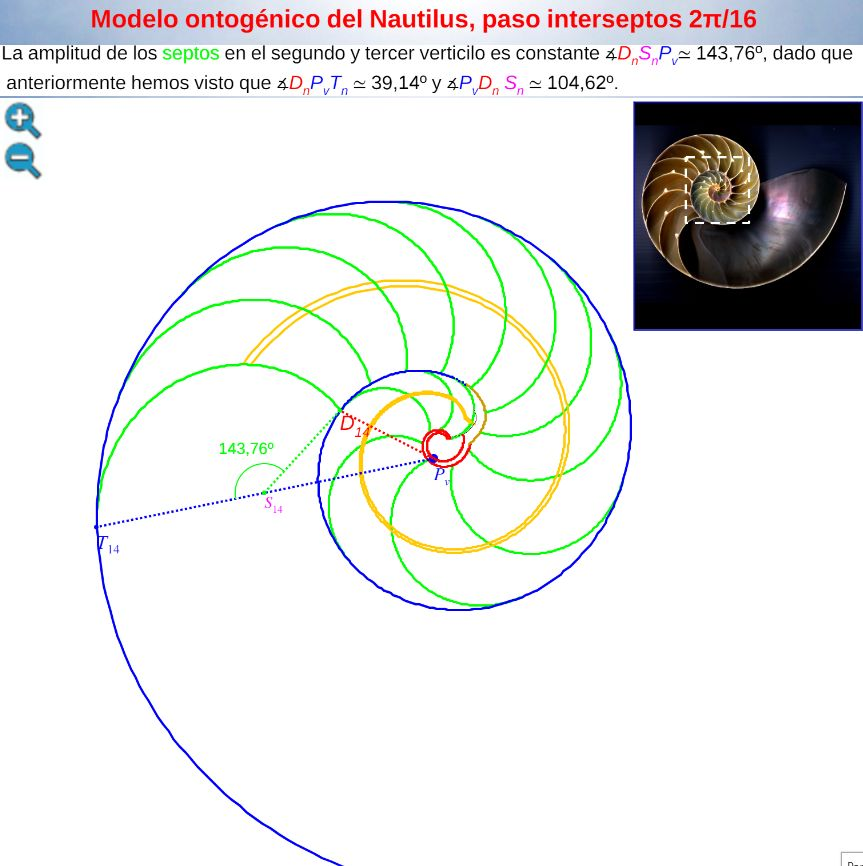 Modelo ontogénico del Nautilus, paso interseptos 2π/16
La amplitud de los septos en el segundo y tercer verticilo es constante ∡DnSnPv≃ 143,76º, dado que
anteriormente hemos visto que ∡DnPvTn ≃ 39,14º y ∡PvDn Sn ≃ 104,62º.
D14
143,76º
Pv
S14
T14